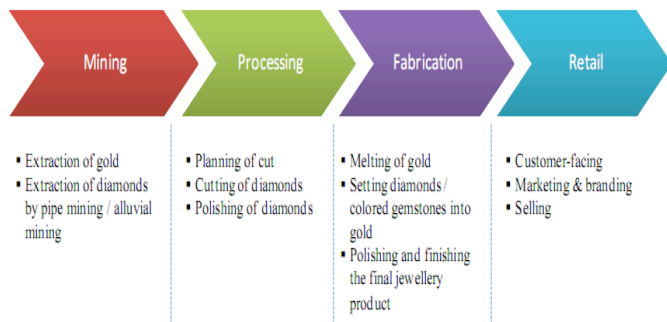 Mining
Processing
Fabrication
Retail
▪ Extraction of gold
▪ Extraction of diamonds
by pipe mining / alluvial
mining
▪ Planning of cut
▪ Cutting of diamonds
▪ Polishing of diamonds
▪ Melting of gold
▪ Setting diamonds /
colored gemstones into
gold
▪ Polishing and finishing
the final jewellery
product
▪ Customer-facing
▪ Marketing & branding
▪ Selling